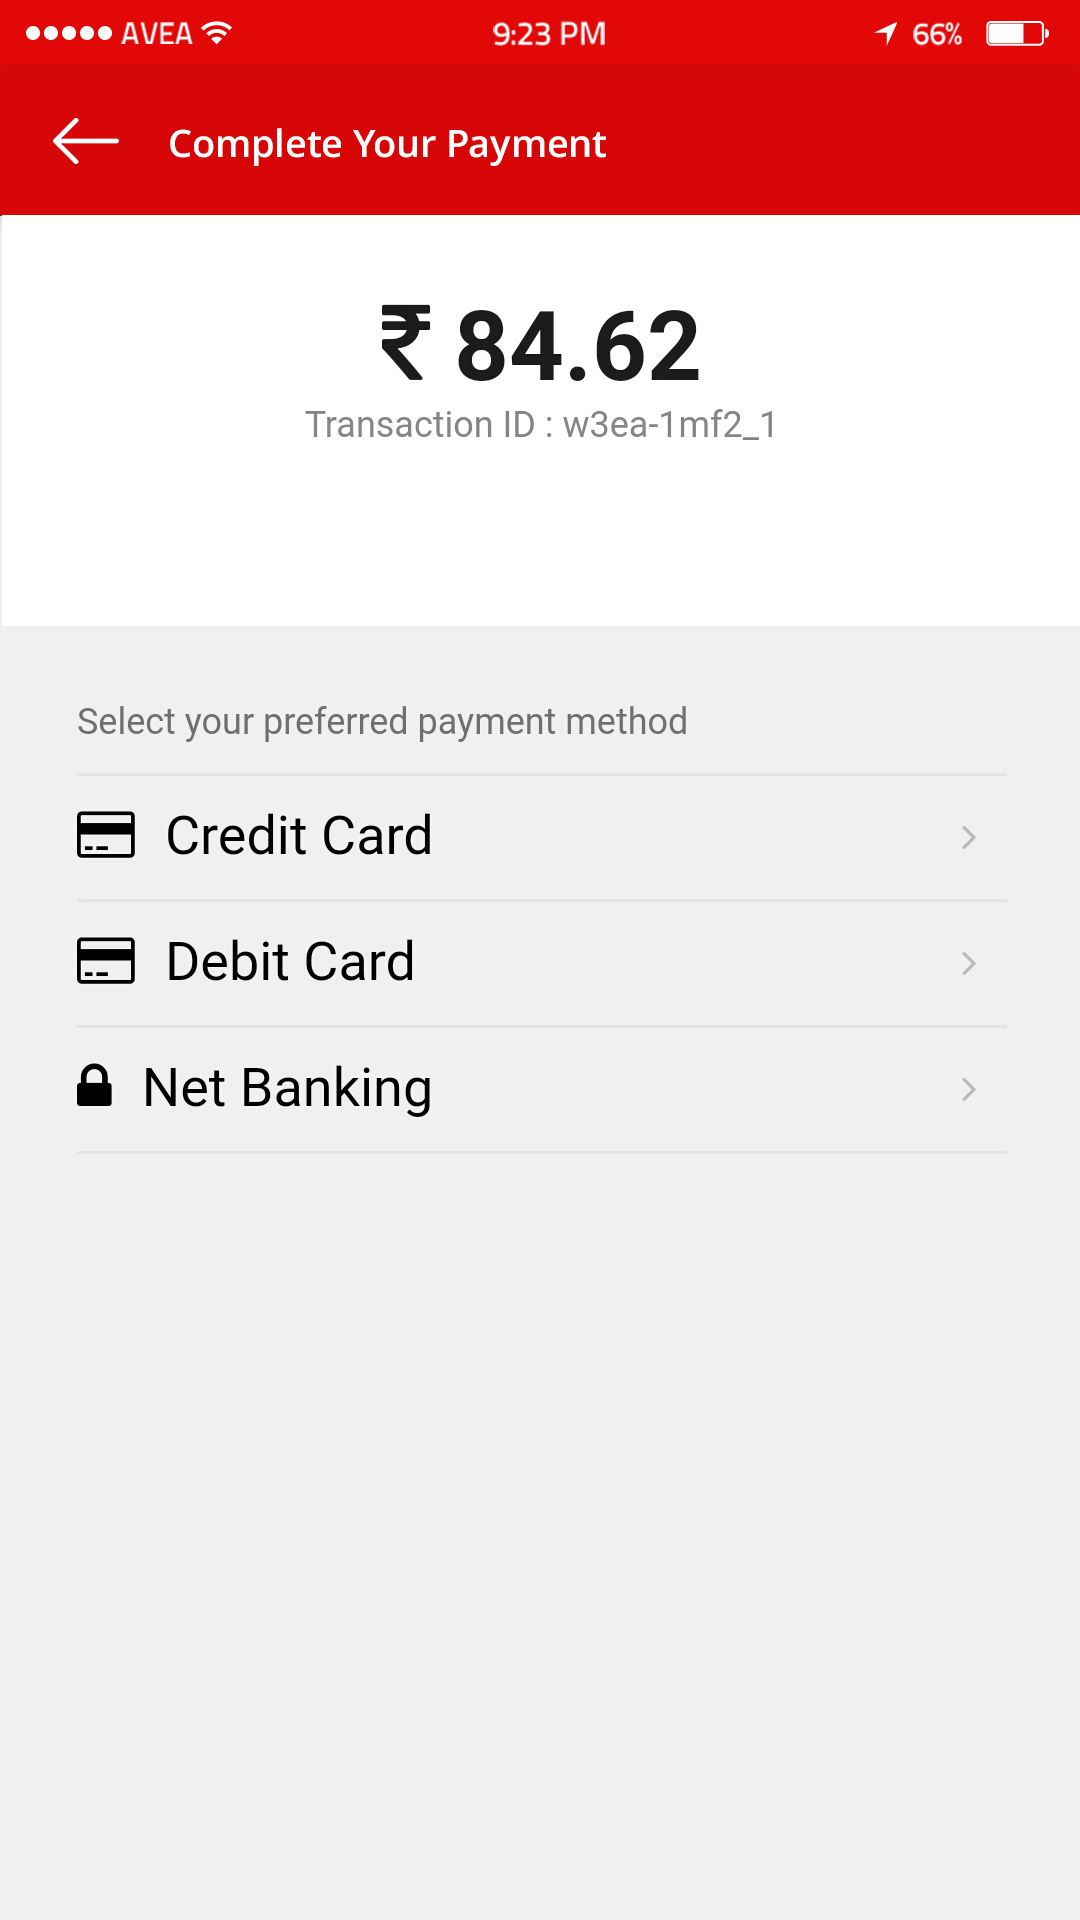 AVEA 9:23 PM 66%
Complete Your Payment
₹ 84.62
Transaction ID : w3ea-1mf2_1
Select your preferred payment method
Credit Card
Debit Card
Net Banking